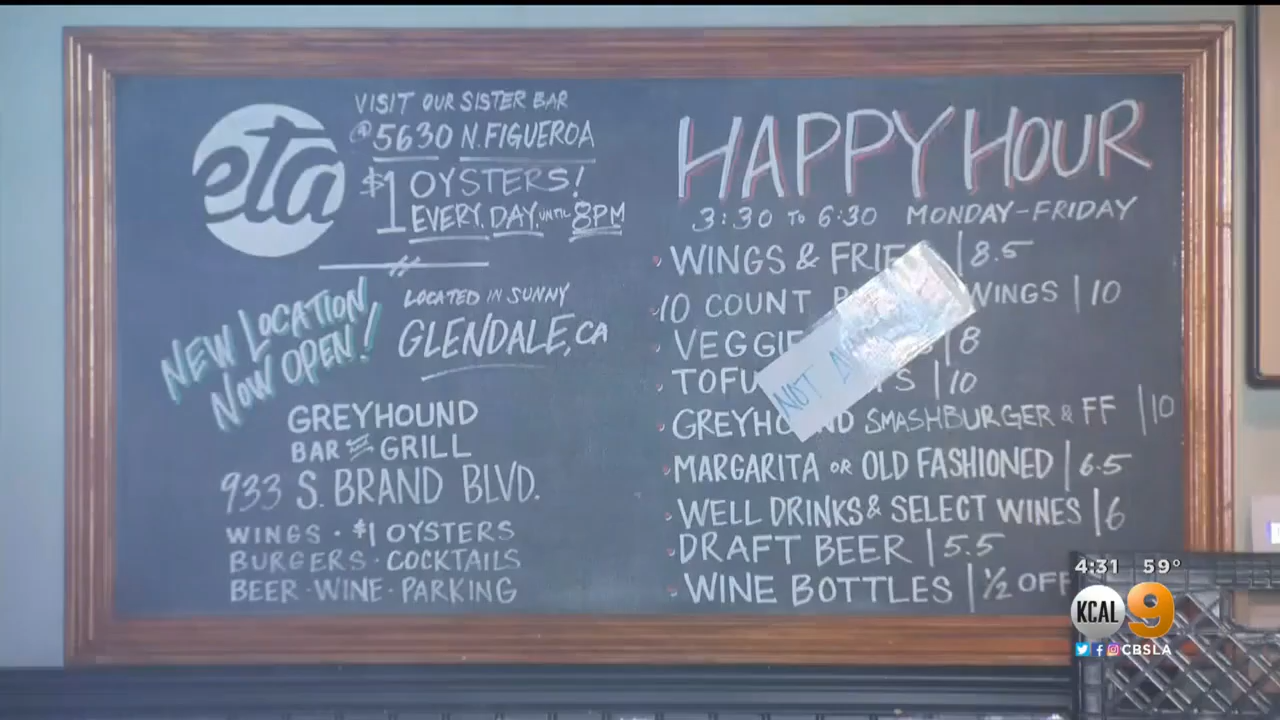 eta
VISIT OUR SISTER BAR
@ 5630 N. FIGUEROA
$1 OYSTERS!
EVERY. DAY. UNTIL 8PM
NEW LOCATION
NOW OPEN!
LOCATED IN SUNNY
GLENDALE, CA
GREYHOUND
BAR AND GRILL
933 S. BRAND BLVD.
WINGS · $1 OYSTERS
BURGERS · COCKTAILS
BEER · WINE · PARKING
HAPPY HOUR
3:30 TO 6:30 MONDAY-FRIDAY
WINGS & FRIES | 8.5
10 COUNT WINGS | 10
VEGGIE | 8
TOFU | 10
GREYHOUND SMASHBURGER & FF | 10
MARGARITA OR OLD FASHIONED | 6.5
WELL DRINKS & SELECT WINES | 6
DRAFT BEER | 5.5
WINE BOTTLES | 1/2 OFF
NOT
4:31 59°
KCAL 9
CBSLA